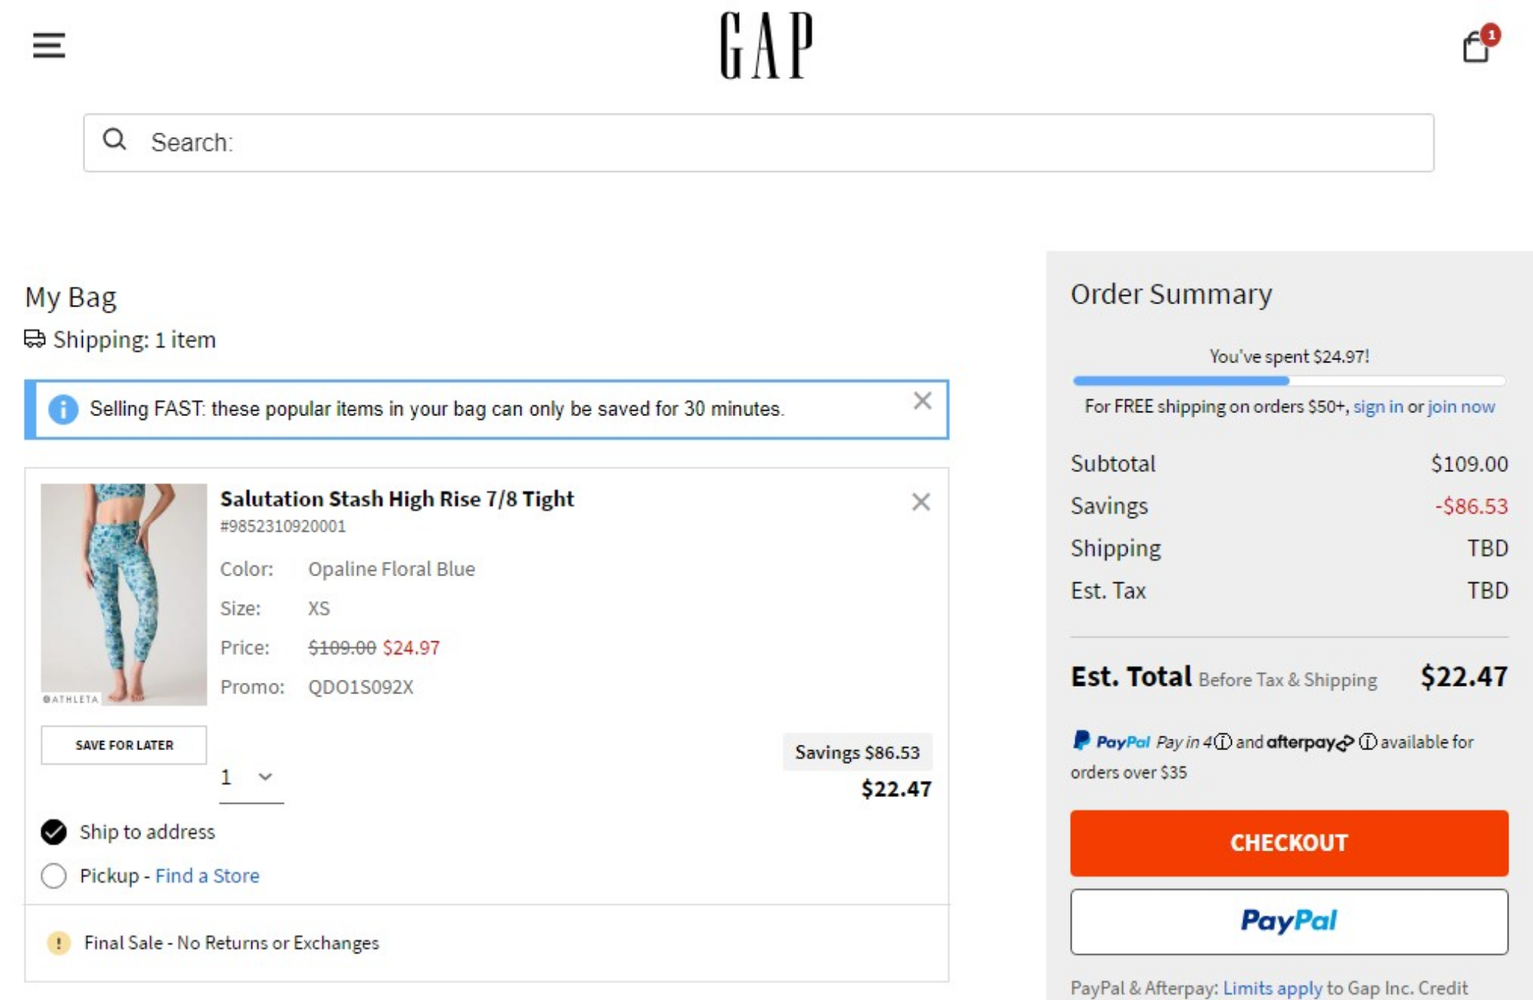 GAP
1
Search:
My Bag
Shipping: 1 item
Selling FAST: these popular items in your bag can only be saved for 30 minutes.
Salutation Stash High Rise 7/8 Tight
#9852310920001
Color: Opaline Floral Blue
Size: XS
Price: $109.00 $24.97
Promo: QDO1S092X
ATHLETA
SAVE FOR LATER
1
Savings $86.53
$22.47
Ship to address
Pickup - Find a Store
Final Sale - No Returns or Exchanges
Order Summary
You've spent $24.97!
For FREE shipping on orders $50+, sign in or join now
Subtotal $109.00
Savings -$86.53
Shipping TBD
Est. Tax TBD
Est. Total Before Tax & Shipping $22.47
PayPal Pay in 4 and afterpay available for
orders over $35
CHECKOUT
PayPal
PayPal & Afterpay: Limits apply to Gap Inc. Credit